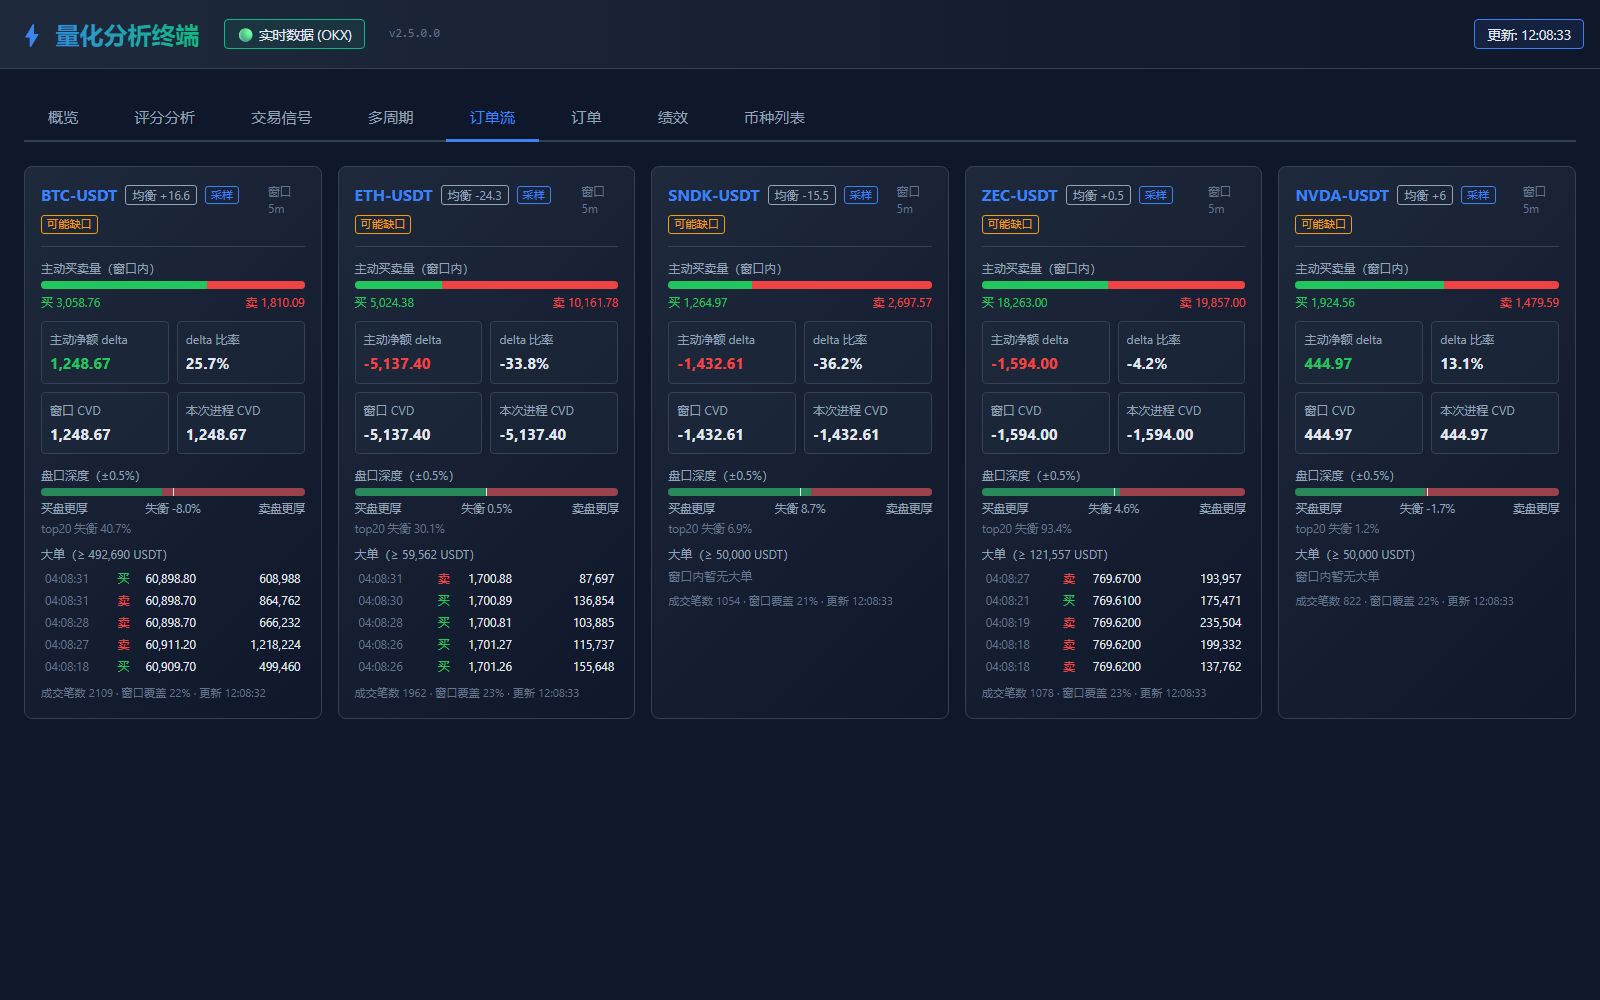 量化分析终端
实时数据 (OKX)
v2.5.0.0
更新: 12:08:33
概览
评分分析
交易信号
多周期
订单流
订单
绩效
币种列表
BTC-USDT 均衡 +16.6 采样 窗口 5m
可能缺口
主动买卖量（窗口内）
买 3,058.76 卖 1,810.09
主动净额 delta
1,248.67
delta 比率
25.7%
窗口 CVD
1,248.67
本次进程 CVD
1,248.67
盘口深度（±0.5%）
买盘更厚 失衡 -8.0% 卖盘更厚
top20 失衡 40.7%
大单（≥ 492,690 USDT）
04:08:31 买 60,898.80 608,988
04:08:31 卖 60,898.70 864,762
04:08:28 卖 60,898.70 666,232
04:08:27 卖 60,911.20 1,218,224
04:08:18 买 60,909.70 499,460
成交笔数 2109 · 窗口覆盖 22% · 更新 12:08:32
ETH-USDT 均衡 -24.3 采样 窗口 5m
可能缺口
主动买卖量（窗口内）
买 5,024.38 卖 10,161.78
主动净额 delta
-5,137.40
delta 比率
-33.8%
窗口 CVD
-5,137.40
本次进程 CVD
-5,137.40
盘口深度（±0.5%）
买盘更厚 失衡 0.5% 卖盘更厚
top20 失衡 30.1%
大单（≥ 59,562 USDT）
04:08:31 卖 1,700.88 87,697
04:08:30 买 1,700.89 136,854
04:08:28 买 1,700.81 103,885
04:08:26 买 1,701.27 115,737
04:08:26 买 1,701.26 155,648
成交笔数 1962 · 窗口覆盖 23% · 更新 12:08:33
SNDK-USDT 均衡 -15.5 采样 窗口 5m
可能缺口
主动买卖量（窗口内）
买 1,264.97 卖 2,697.57
主动净额 delta
-1,432.61
delta 比率
-36.2%
窗口 CVD
-1,432.61
本次进程 CVD
-1,432.61
盘口深度（±0.5%）
买盘更厚 失衡 8.7% 卖盘更厚
top20 失衡 6.9%
大单（≥ 50,000 USDT）
窗口内暂无大单
成交笔数 1054 · 窗口覆盖 21% · 更新 12:08:33
ZEC-USDT 均衡 +0.5 采样 窗口 5m
可能缺口
主动买卖量（窗口内）
买 18,263.00 卖 19,857.00
主动净额 delta
-1,594.00
delta 比率
-4.2%
窗口 CVD
-1,594.00
本次进程 CVD
-1,594.00
盘口深度（±0.5%）
买盘更厚 失衡 4.6% 卖盘更厚
top20 失衡 93.4%
大单（≥ 121,557 USDT）
04:08:27 卖 769.6700 193,957
04:08:21 买 769.6100 175,471
04:08:19 卖 769.6200 235,504
04:08:18 卖 769.6200 199,332
04:08:18 卖 769.6200 137,762
成交笔数 1078 · 窗口覆盖 23% · 更新 12:08:33
NVDA-USDT 均衡 +6 采样 窗口 5m
可能缺口
主动买卖量（窗口内）
买 1,924.56 卖 1,479.59
主动净额 delta
444.97
delta 比率
13.1%
窗口 CVD
444.97
本次进程 CVD
444.97
盘口深度（±0.5%）
买盘更厚 失衡 -1.7% 卖盘更厚
top20 失衡 1.2%
大单（≥ 50,000 USDT）
窗口内暂无大单
成交笔数 822 · 窗口覆盖 22% · 更新 12:08:33